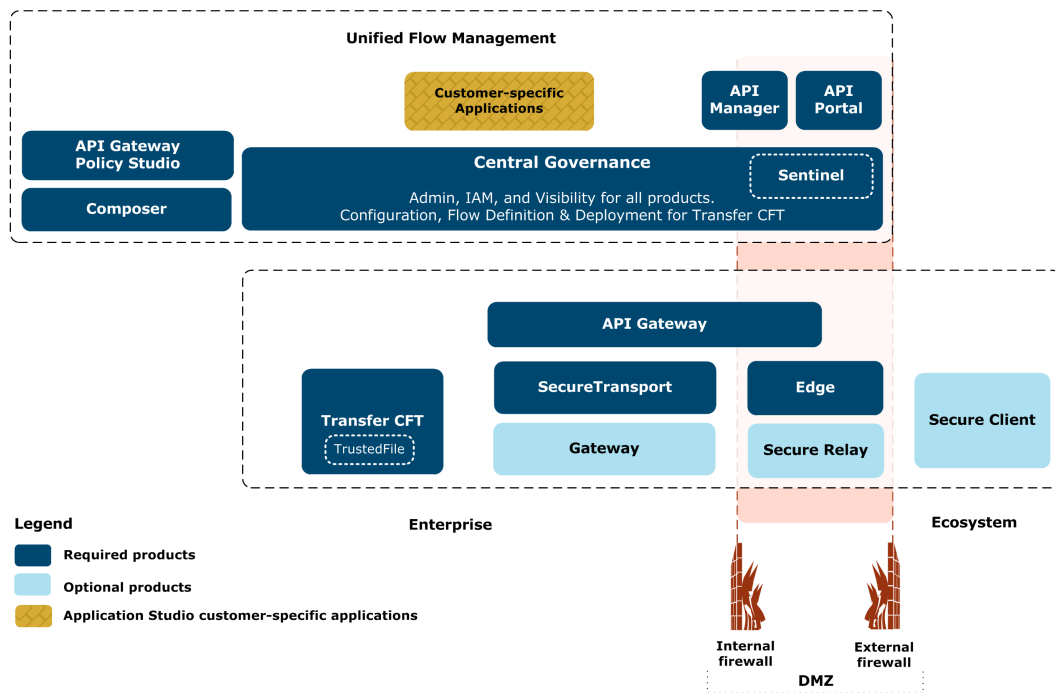 Unified Flow Management
Customer-specific
Applications
API
Manager
API
Portal
API Gateway
Policy Studio
Composer
Central Governance
Sentinel
Admin, IAM, and Visibility for all products.
Configuration, Flow Definition & Deployment for Transfer CFT
API Gateway
SecureTransport
Edge
Transfer CFT
TrustedFile
Gateway
Secure Relay
Secure Client
Legend
Enterprise
Ecosystem
Required products
Optional products
Application Studio customer-specific applications
Internal
firewall
External
firewall
DMZ